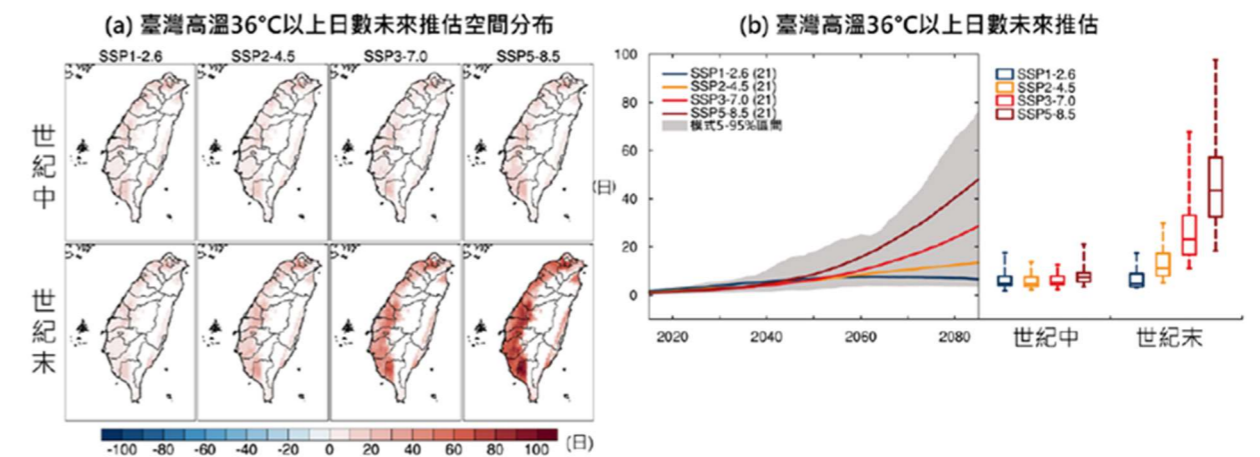 (a) 臺灣高溫36°C以上日數未來推估空間分布
SSP1-2.6 SSP2-4.5 SSP3-7.0 SSP5-8.5
世紀中
世紀末
-100 -80 -60 -40 -20 0 20 40 60 80 100 (日)
(b) 臺灣高溫36°C以上日數未來推估
100
80
60
40
20
0
(日)
SSP1-2.6 (21)
SSP2-4.5 (21)
SSP3-7.0 (21)
SSP5-8.5 (21)
模式5-95%區間
2020 2040 2060 2080
SSP1-2.6
SSP2-4.5
SSP3-7.0
SSP5-8.5
世紀中 世紀末